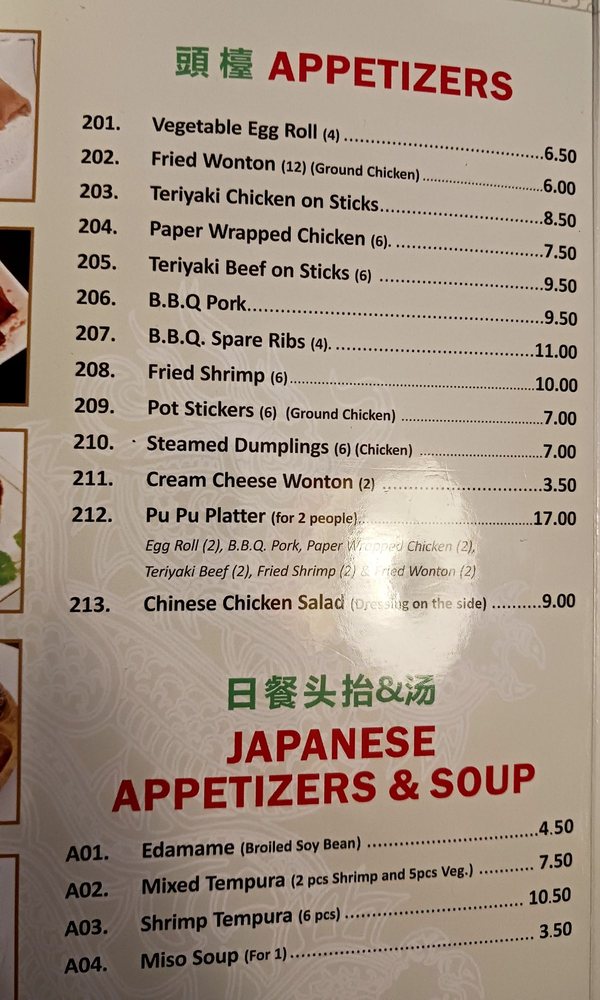 頭檯 APPETIZERS
201. Vegetable Egg Roll (4) 6.50
202. Fried Wonton (12) (Ground Chicken) 6.00
203. Teriyaki Chicken on Sticks 8.50
204. Paper Wrapped Chicken (6). 7.50
205. Teriyaki Beef on Sticks (6) 9.50
206. B.B.Q Pork 9.50
207. B.B.Q. Spare Ribs (4). 11.00
208. Fried Shrimp (6) 10.00
209. Pot Stickers (6) (Ground Chicken) 7.00
210. Steamed Dumplings (6) (Chicken) 7.00
211. Cream Cheese Wonton (2) 3.50
212. Pu Pu Platter (for 2 people) 17.00
Egg Roll (2), B.B.Q. Pork, Paper Wrapped Chicken (2),
Teriyaki Beef (2), Fried Shrimp (2) & Fried Wonton (2)
213. Chinese Chicken Salad (Dressing on the side) 9.00
日餐头抬&汤
JAPANESE
APPETIZERS & SOUP
A01. Edamame (Broiled Soy Bean) 4.50
A02. Mixed Tempura (2 pcs Shrimp and 5pcs Veg.) 7.50
A03. Shrimp Tempura (6 pcs) 10.50
A04. Miso Soup (For 1) 3.50